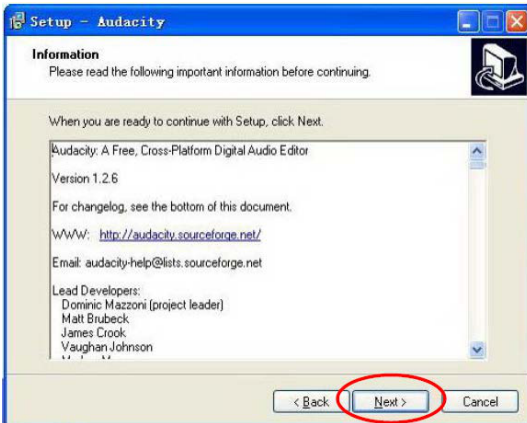 Setup - Audacity
Information
Please read the following important information before continuing.
When you are ready to continue with Setup, click Next.
Audacity: A Free, Cross-Platform Digital Audio Editor
Version 1.2.6
For changelog, see the bottom of this document.
WWW: http://audacity.sourceforge.net/
Email: audacity-help@lists.sourceforge.net
Lead Developers:
Dominic Mazzoni (project leader)
Matt Brubeck
James Crook
Vaughan Johnson
< Back
Next >
Cancel